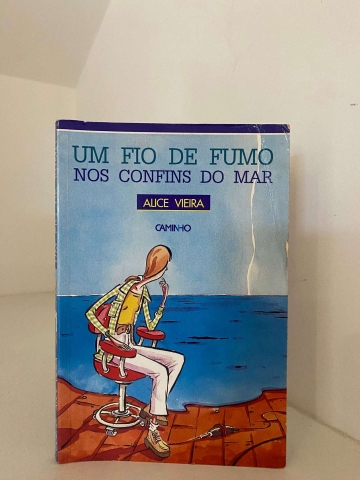 UM FIO DE FUMO
NOS CONFINS DO MAR
ALICE VIEIRA
CAMINHO